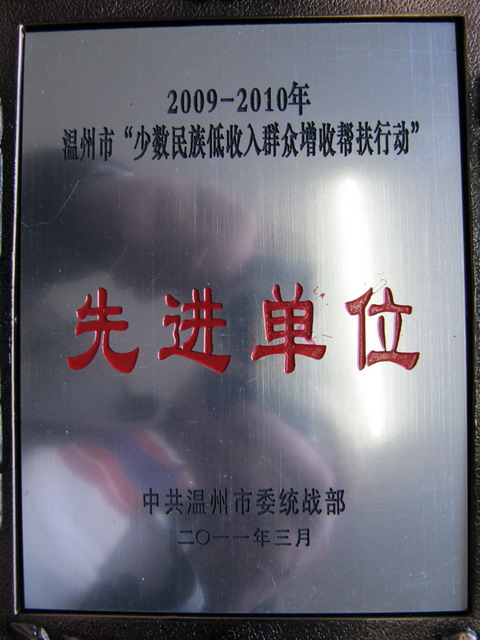 2009-2010年
温州市“少数民族低收入群众增收帮扶行动”
先进单位
中共温州市委统战部
二〇一一年三月